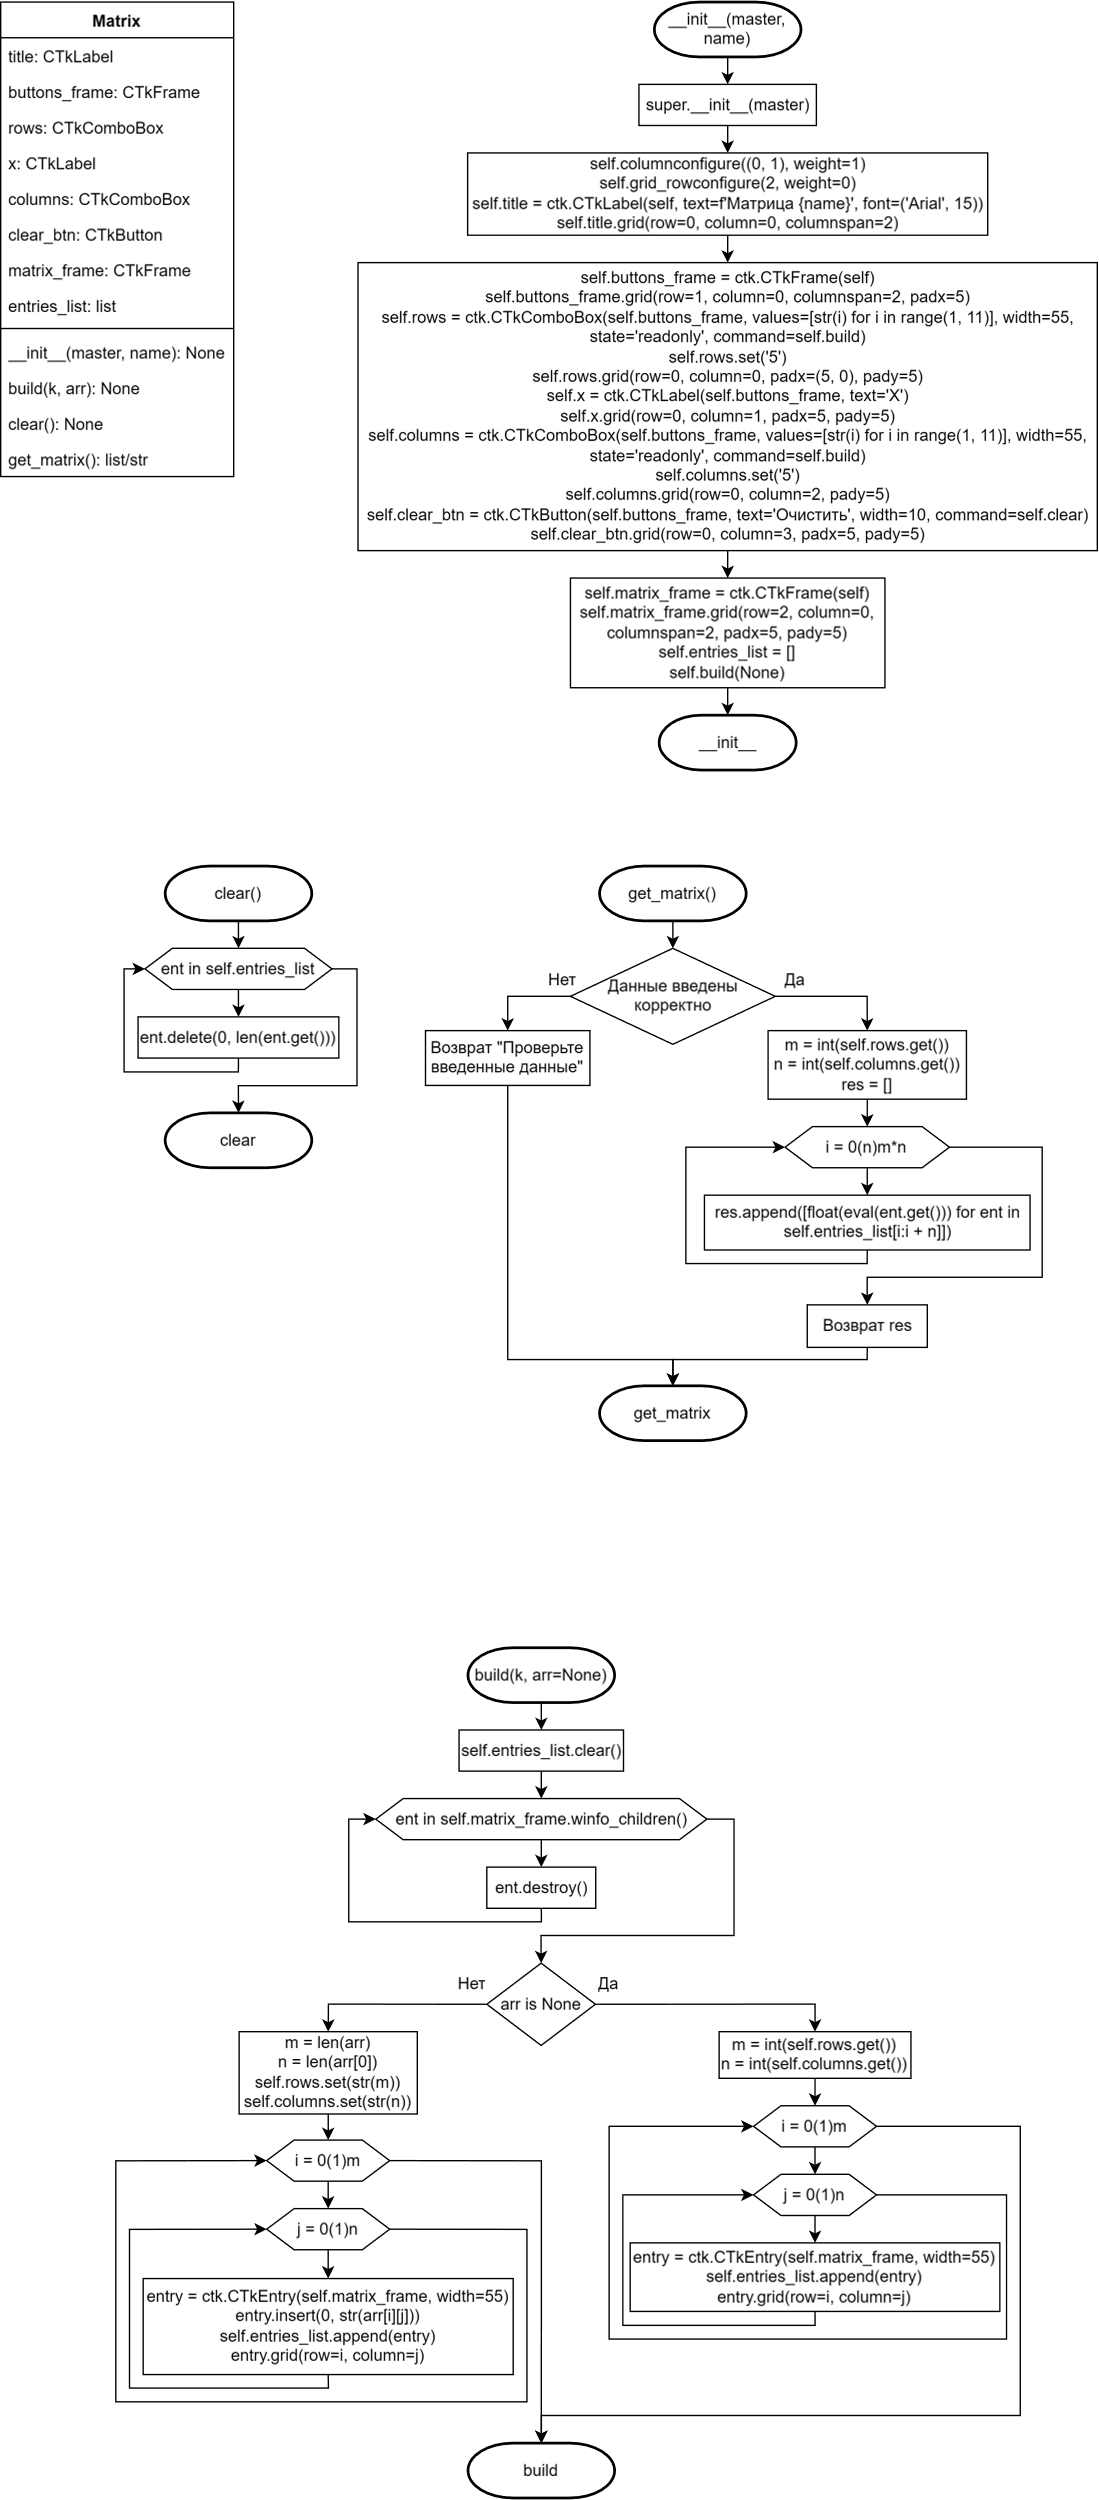 Matrix
title: CTkLabel
buttons_frame: CTkFrame
rows: CTkComboBox
x: CTkLabel
columns: CTkComboBox
clear_btn: CTkButton
matrix_frame: CTkFrame
entries_list: list
__init__(master, name): None
build(k, arr): None
clear(): None
get_matrix(): list/str
__init__(master,
name)
super.__init__(master)
self.columnconfigure((0, 1), weight=1)
self.grid_rowconfigure(2, weight=0)
self.title = ctk.CTkLabel(self, text=f'Матрица {name}', font=('Arial', 15))
self.title.grid(row=0, column=0, columnspan=2)
self.buttons_frame = ctk.CTkFrame(self)
self.buttons_frame.grid(row=1, column=0, columnspan=2, padx=5)
self.rows = ctk.CTkComboBox(self.buttons_frame, values=[str(i) for i in range(1, 11)], width=55,
state='readonly', command=self.build)
self.rows.set('5')
self.rows.grid(row=0, column=0, padx=(5, 0), pady=5)
self.x = ctk.CTkLabel(self.buttons_frame, text='X')
self.x.grid(row=0, column=1, padx=5, pady=5)
self.columns = ctk.CTkComboBox(self.buttons_frame, values=[str(i) for i in range(1, 11)], width=55,
state='readonly', command=self.build)
self.columns.set('5')
self.columns.grid(row=0, column=2, pady=5)
self.clear_btn = ctk.CTkButton(self.buttons_frame, text='Очистить', width=10, command=self.clear)
self.clear_btn.grid(row=0, column=3, padx=5, pady=5)
self.matrix_frame = ctk.CTkFrame(self)
self.matrix_frame.grid(row=2, column=0,
columnspan=2, padx=5, pady=5)
self.entries_list = []
self.build(None)
__init__
clear()
ent in self.entries_list
ent.delete(0, len(ent.get()))
clear
get_matrix()
Данные введены
корректно
Нет
Да
Возврат "Проверьте
введенные данные"
m = int(self.rows.get())
n = int(self.columns.get())
res = []
i = 0(n)m*n
res.append([float(eval(ent.get())) for ent in
self.entries_list[i:i + n]])
Возврат res
get_matrix
build(k, arr=None)
self.entries_list.clear()
ent in self.matrix_frame.winfo_children()
ent.destroy()
arr is None
Нет
Да
m = len(arr)
n = len(arr[0])
self.rows.set(str(m))
self.columns.set(str(n))
i = 0(1)m
j = 0(1)n
entry = ctk.CTkEntry(self.matrix_frame, width=55)
entry.insert(0, str(arr[i][j]))
self.entries_list.append(entry)
entry.grid(row=i, column=j)
m = int(self.rows.get())
n = int(self.columns.get())
i = 0(1)m
j = 0(1)n
entry = ctk.CTkEntry(self.matrix_frame, width=55)
self.entries_list.append(entry)
entry.grid(row=i, column=j)
build